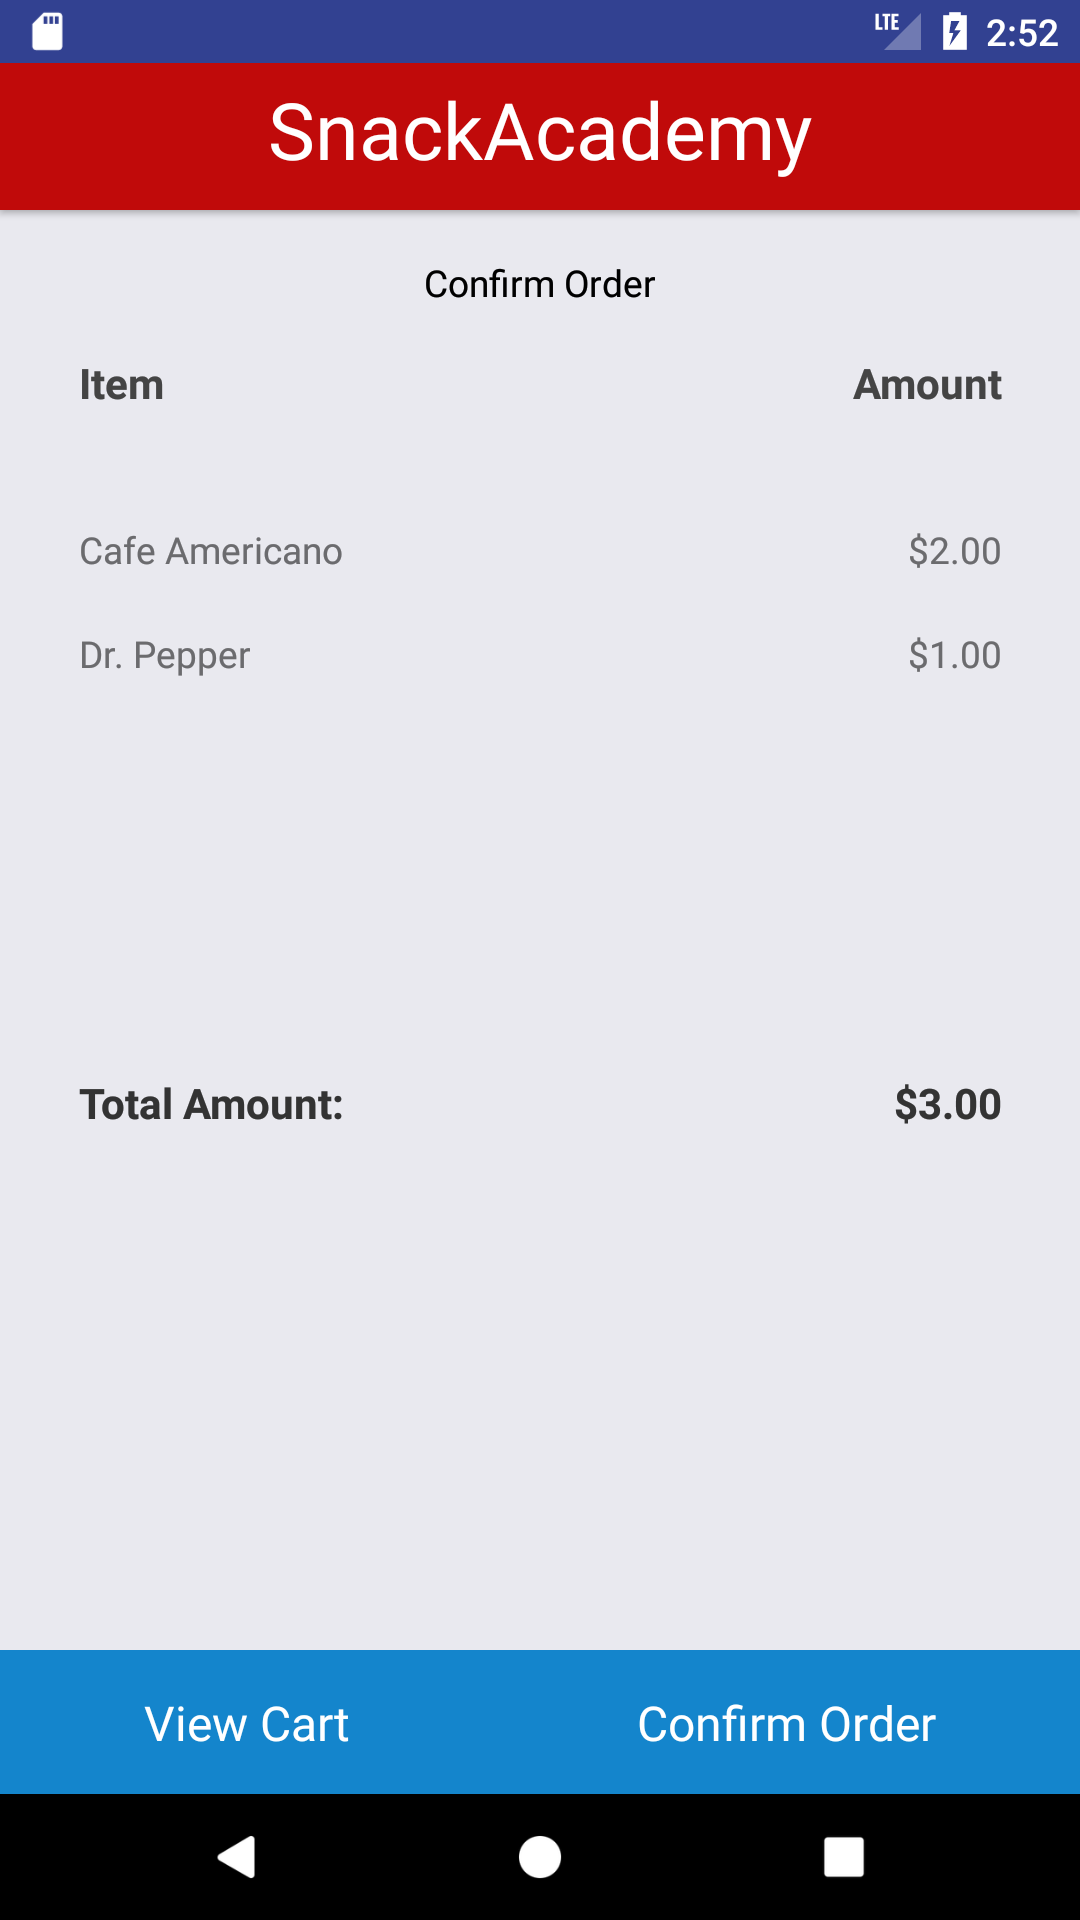 LTE 2:52
SnackAcademy
Confirm Order
Item Amount
Cafe Americano $2.00
Dr. Pepper $1.00
Total Amount: $3.00
View Cart Confirm Order